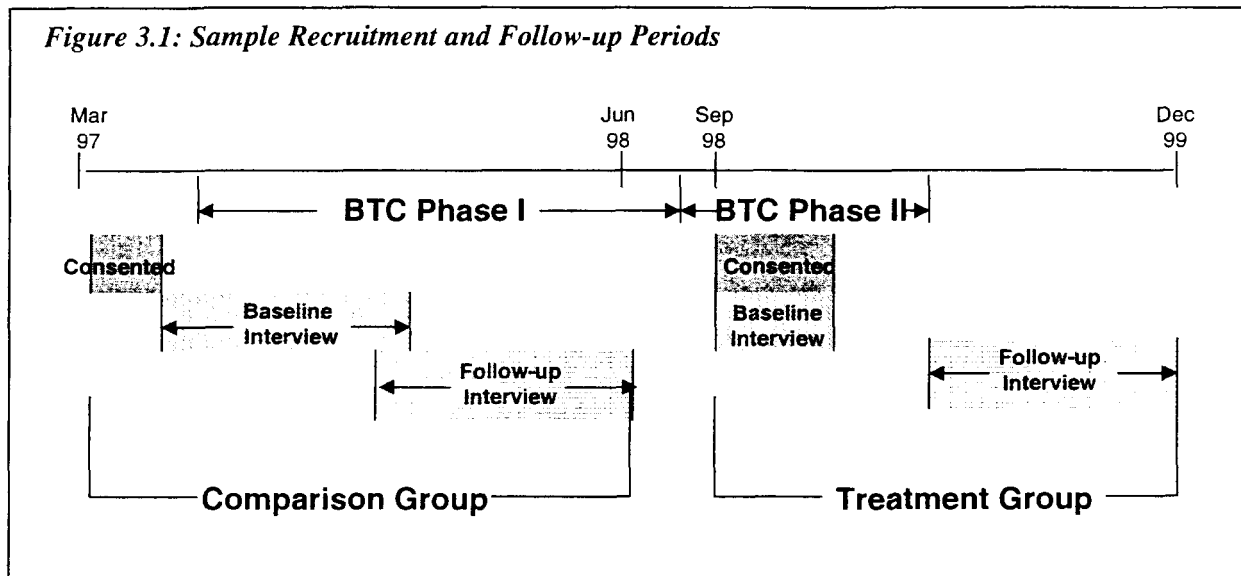 Figure 3.1: Sample Recruitment and Follow-up Periods
Mar Jun Sep Dec
97 98 98 99
BTC Phase I BTC Phase II
Consented Consented
Baseline Interview
Baseline Interview
Follow-up Interview
Follow-up Interview
Comparison Group Treatment Group